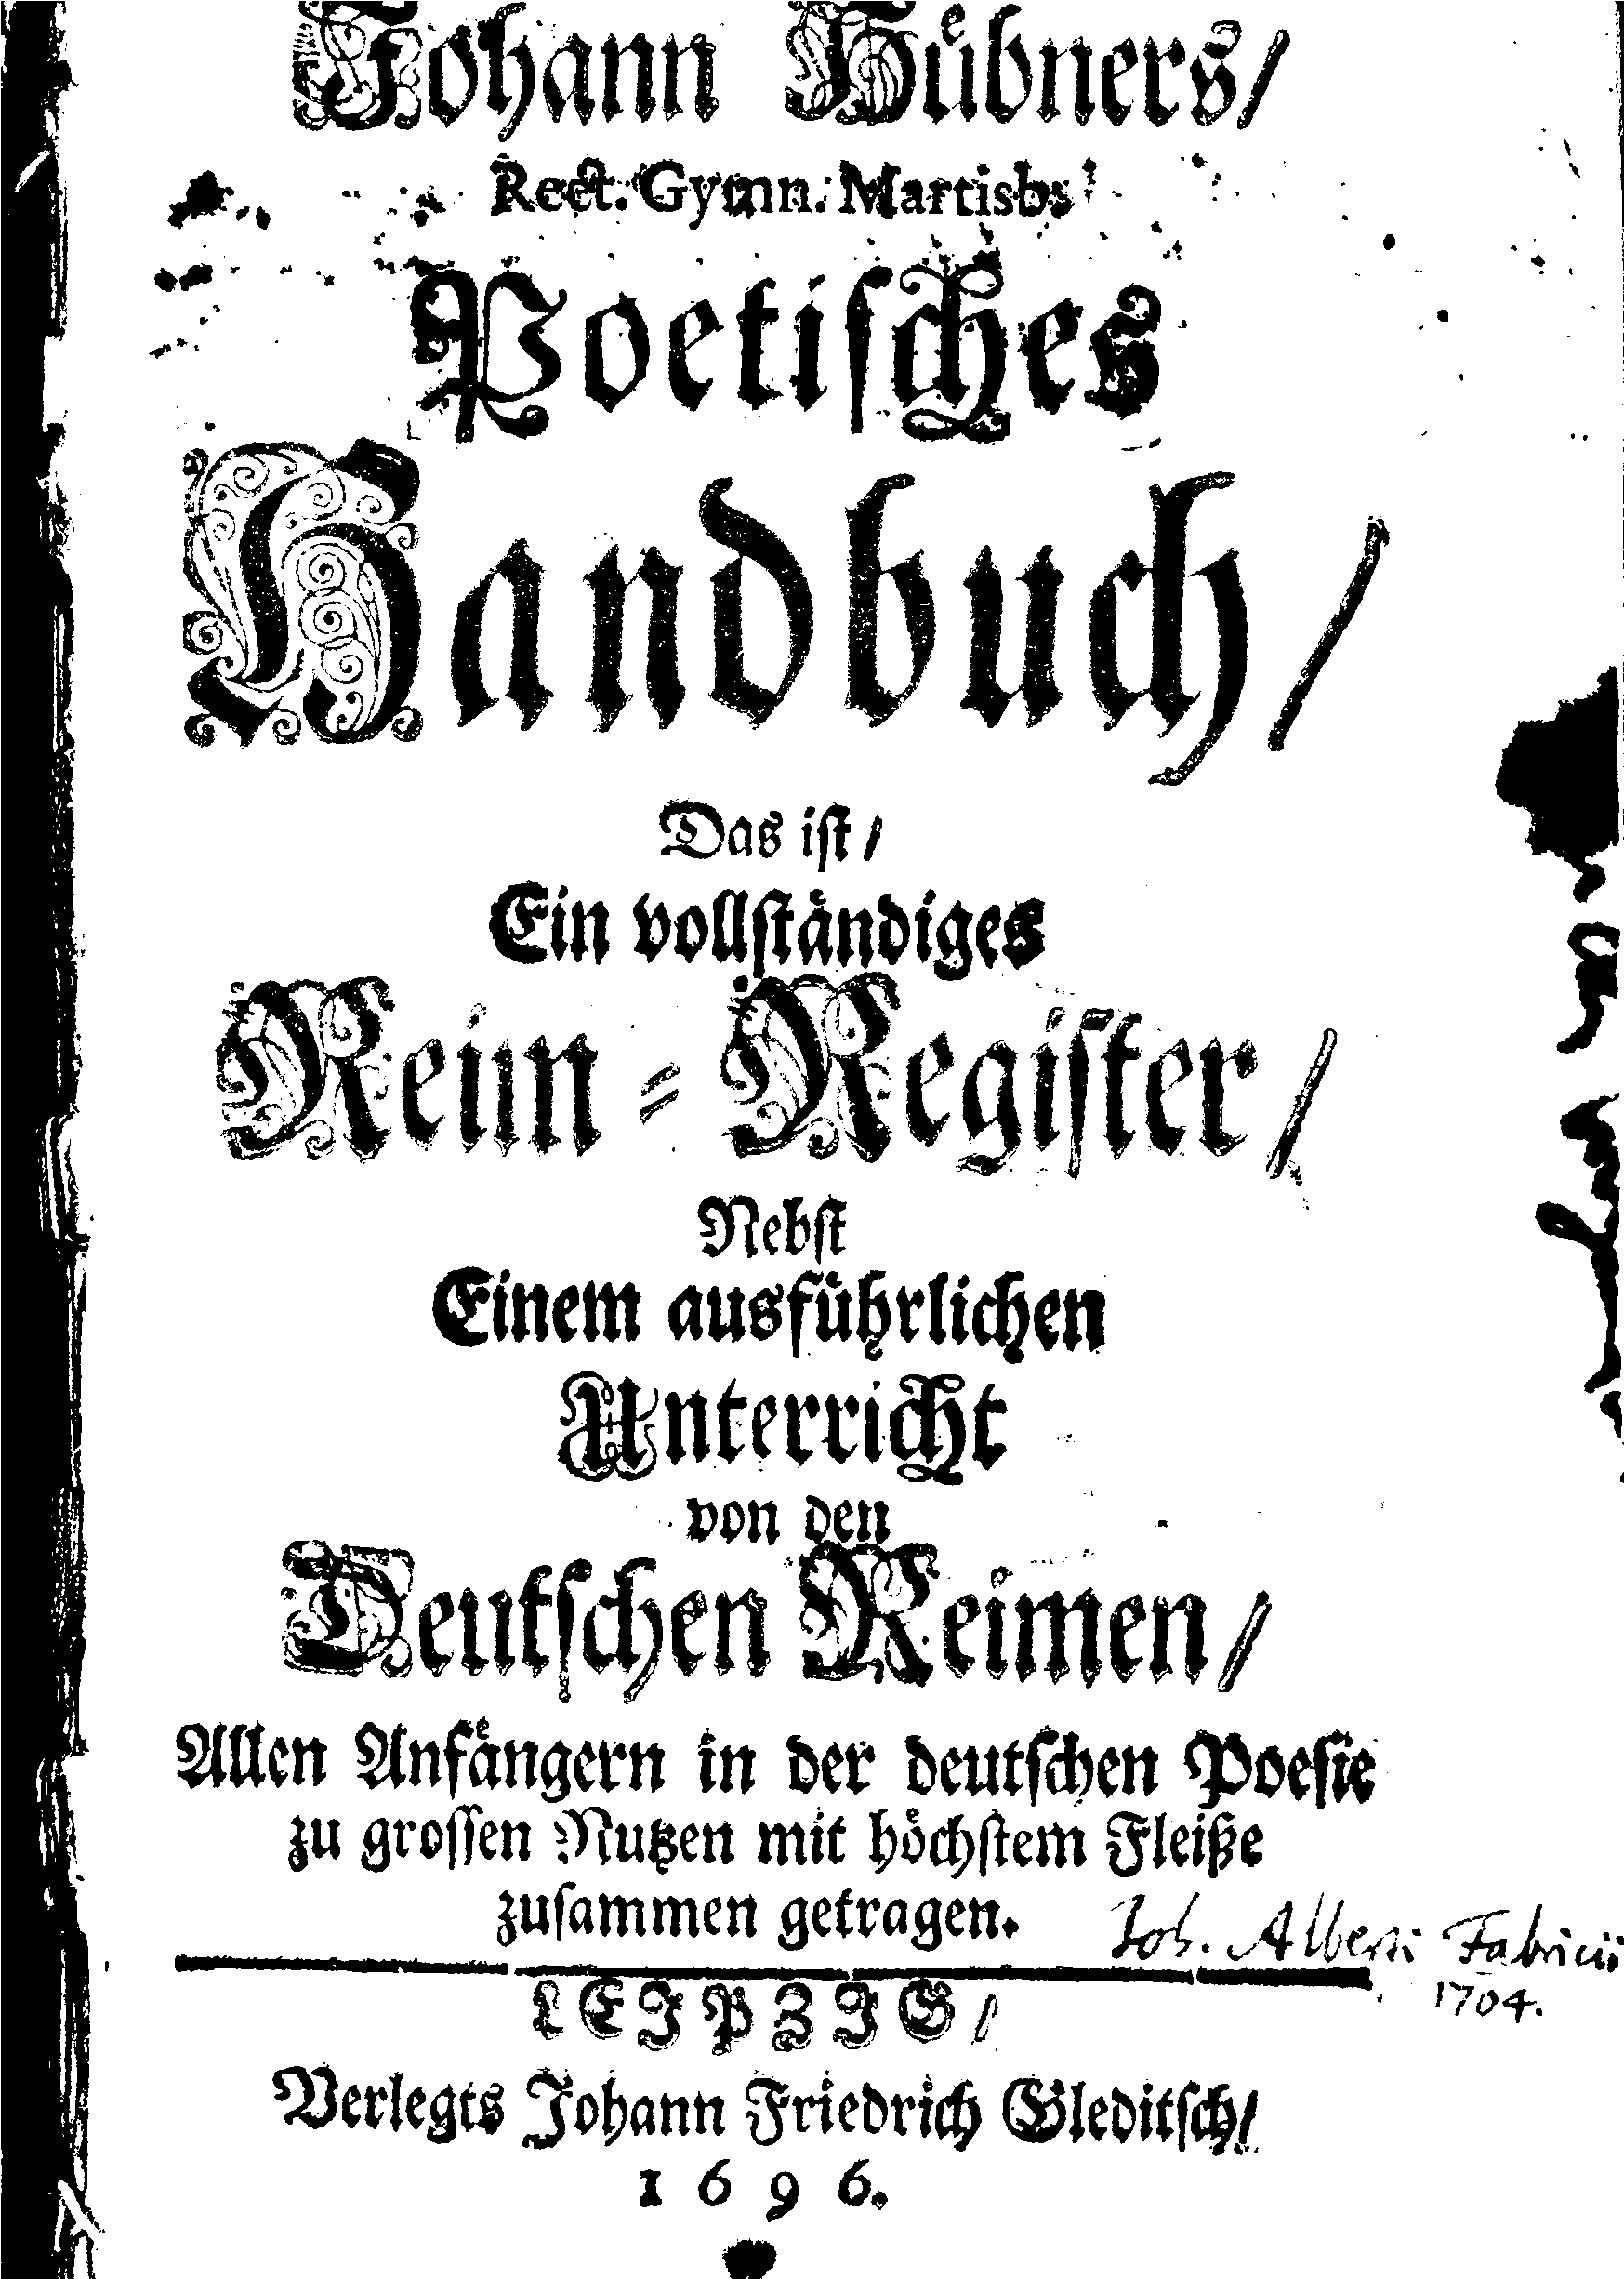 Johann Hübners/
Rect. Gymn. Martisb.
Poetisches
Handbuch/
Das ist/
Ein vollständiges
Reim-Register/
Nebst
Einem ausführlichen
Unterricht
von den
Deutschen Reimen/
Allen Anfängern in der deutschen Poesie
zu grossen Nutzen mit höchstem Fleiße
zusammen getragen.
Joh. Alberti Fabricii
1704.
LEIPZIG/
Verlegts Johann Friedrich Gleditsch/
1696.